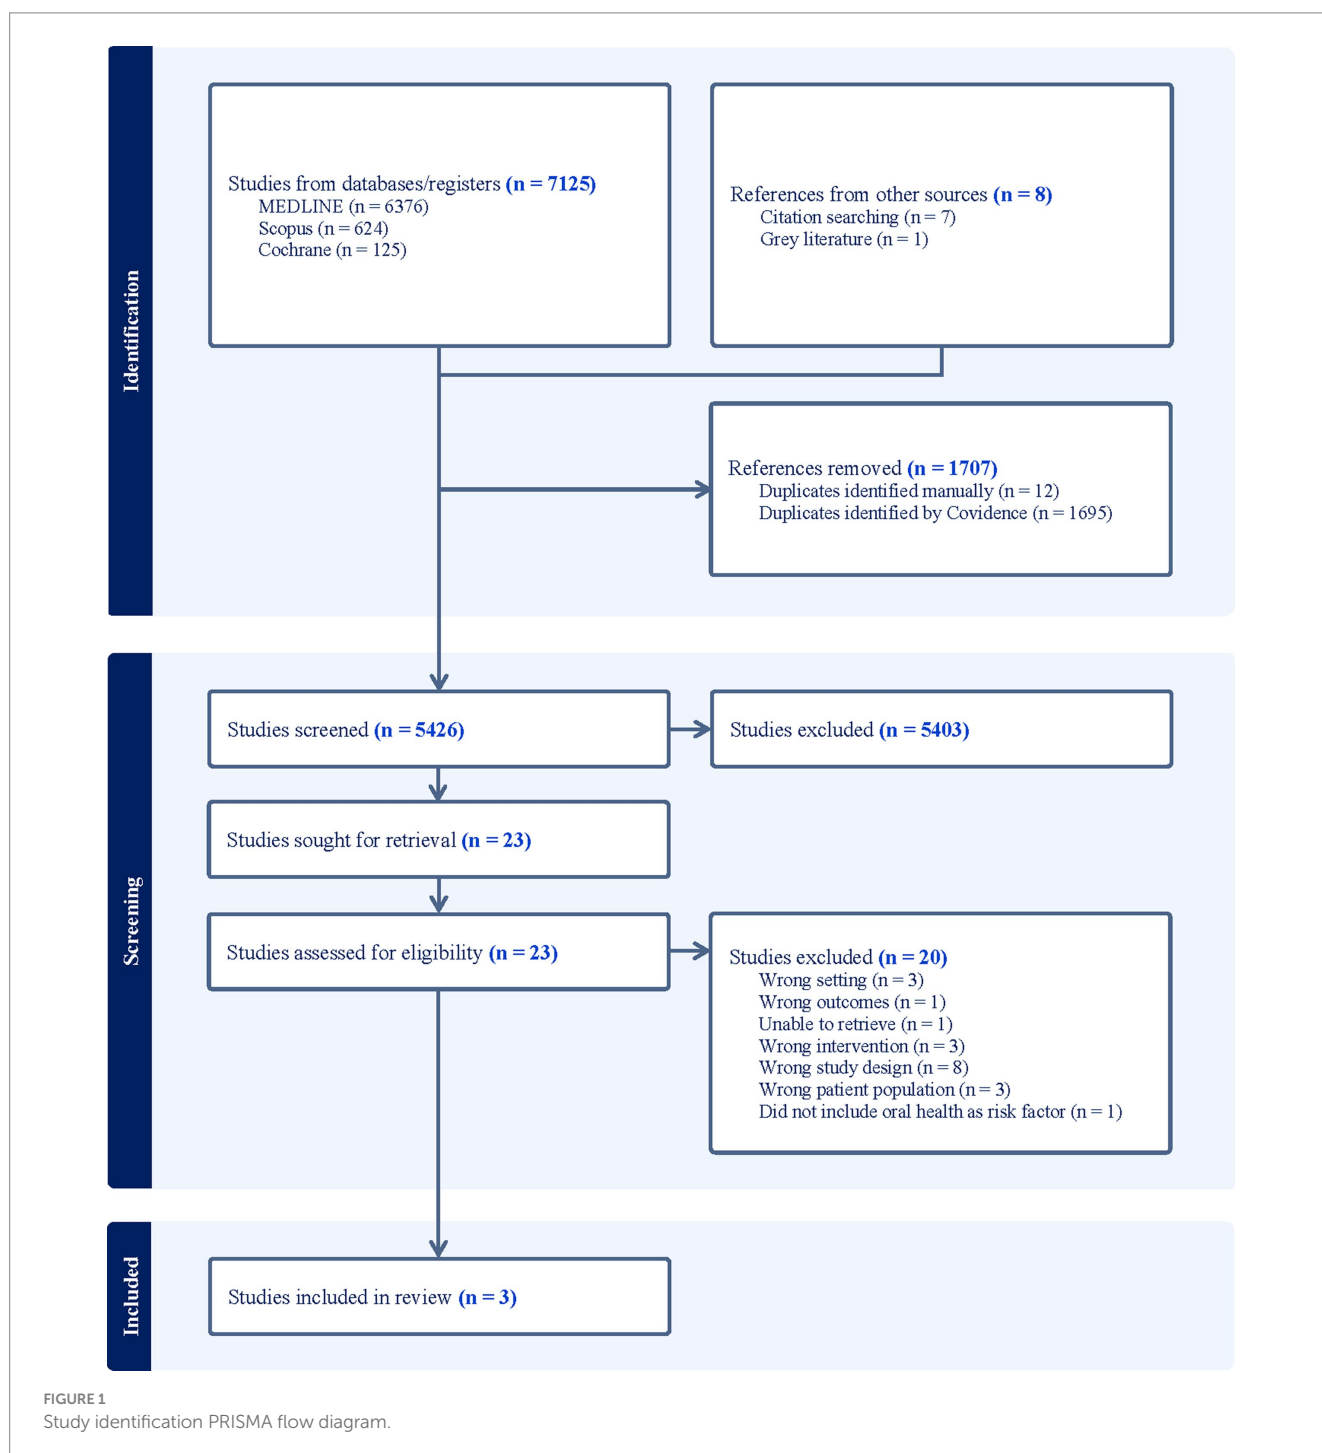 Identification
Studies from databases/registers (n = 7125)
MEDLINE (n = 6376)
Scopus (n = 624)
Cochrane (n = 125)
References from other sources (n = 8)
Citation searching (n = 7)
Grey literature (n = 1)
References removed (n = 1707)
Duplicates identified manually (n = 12)
Duplicates identified by Covidence (n = 1695)
Screening
Studies screened (n = 5426)
Studies excluded (n = 5403)
Studies sought for retrieval (n = 23)
Studies assessed for eligibility (n = 23)
Studies excluded (n = 20)
Wrong setting (n = 3)
Wrong outcomes (n = 1)
Unable to retrieve (n = 1)
Wrong intervention (n = 3)
Wrong study design (n = 8)
Wrong patient population (n = 3)
Did not include oral health as risk factor (n = 1)
Included
Studies included in review (n = 3)
FIGURE 1
Study identification PRISMA flow diagram.